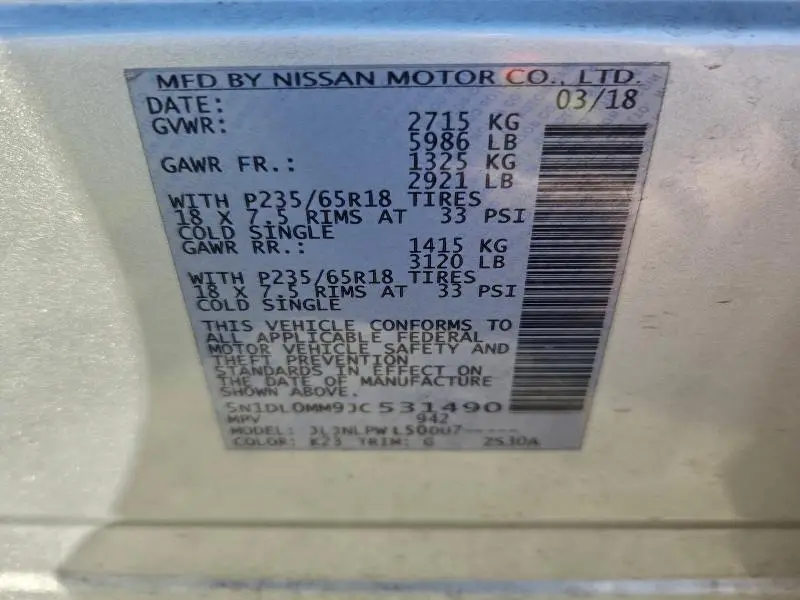 MFD BY NISSAN MOTOR CO., LTD.
DATE: 03/18
GVWR: 2715 KG
5986 LB
GAWR FR.: 1325 KG
2921 LB
WITH P235/65R18 TIRES
18 X 7.5 RIMS AT 33 PSI
COLD SINGLE
GAWR RR.: 1415 KG
3120 LB
WITH P235/65R18 TIRES
18 X 7.5 RIMS AT 33 PSI
COLD SINGLE
THIS VEHICLE CONFORMS TO
ALL APPLICABLE FEDERAL
MOTOR VEHICLE SAFETY AND
THEFT PREVENTION
STANDARDS IN EFFECT ON
THE DATE OF MANUFACTURE
SHOWN ABOVE.
5N1DL0MM9JC531490
MPV 942
MODEL:
COLOR: K23 TRIM: G 2530A